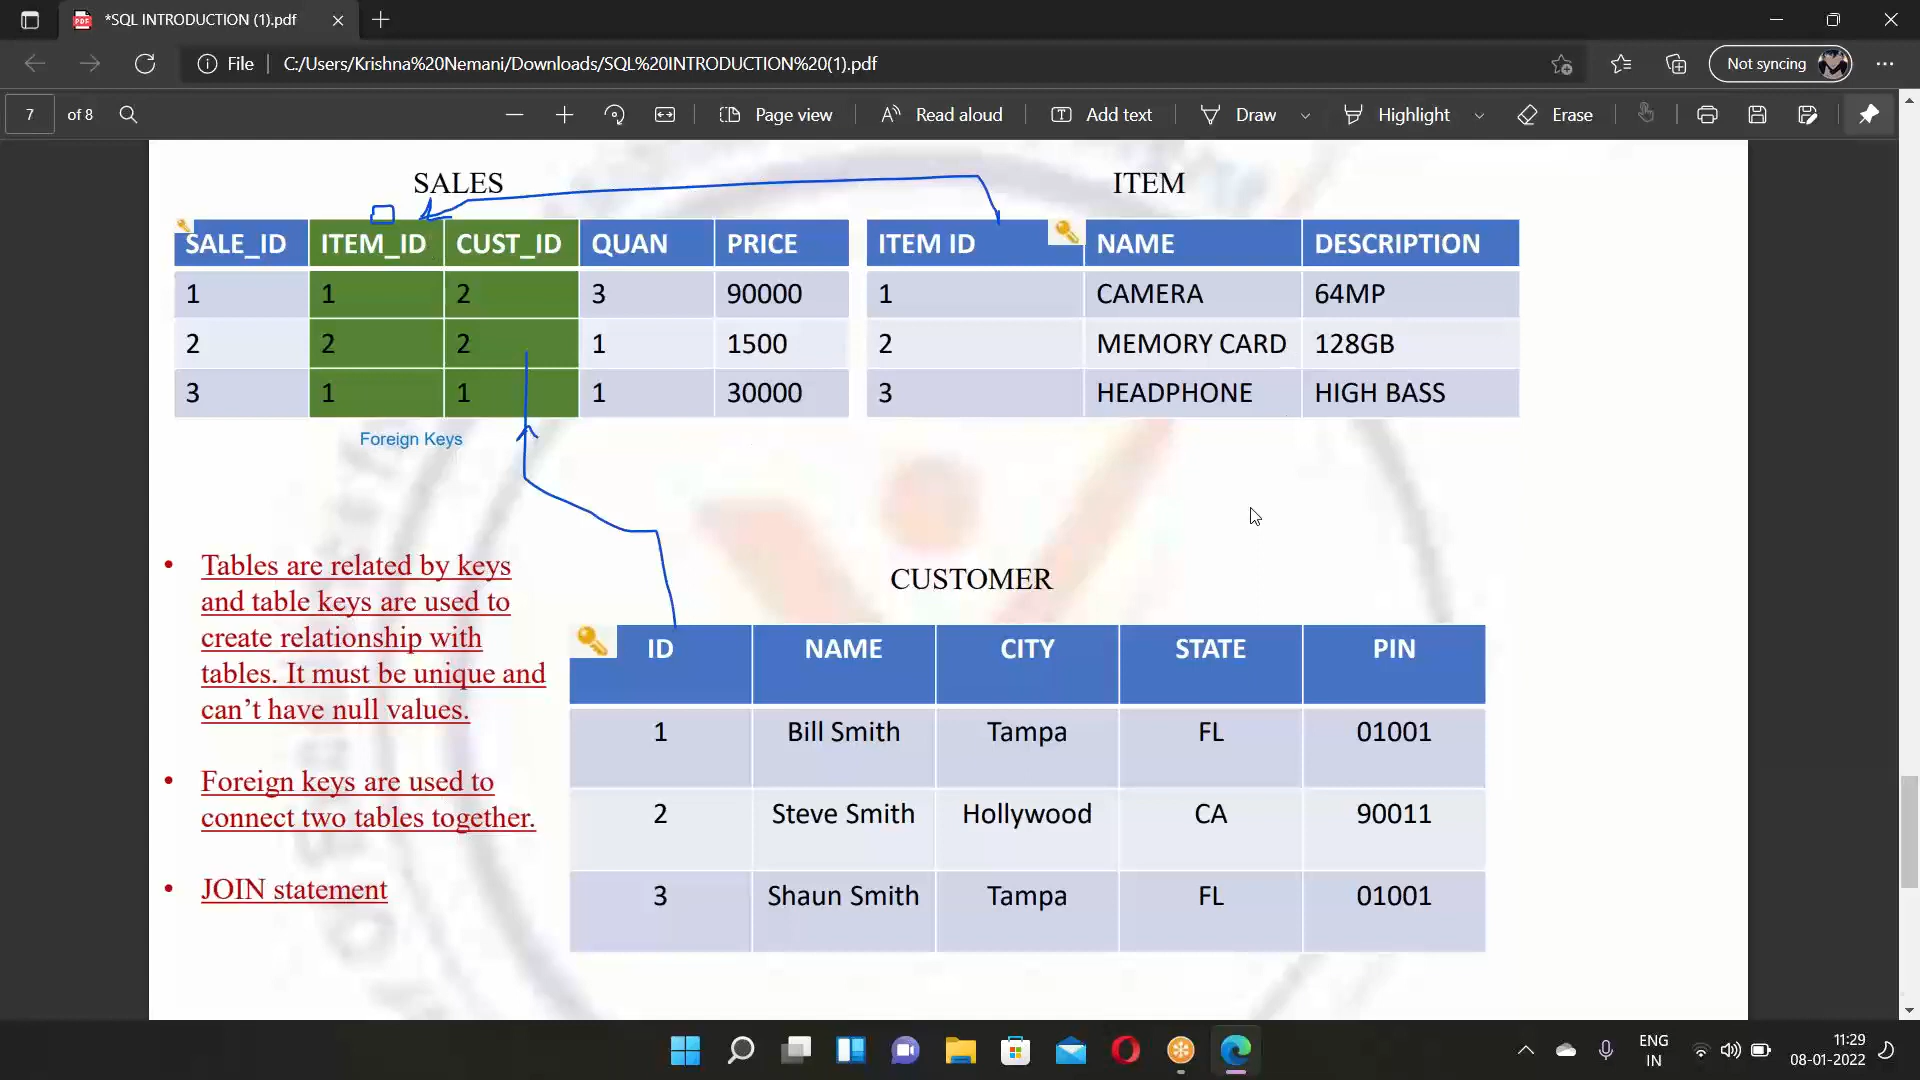 *SQL INTRODUCTION (1).pdf
File C:/Users/Krishna%20Nemani/Downloads/SQL%20INTRODUCTION%20(1).pdf
Not syncing
7 of 8
Page view
Read aloud
Add text
Draw
Highlight
Erase
SALES
SALE_ID ITEM_ID CUST_ID QUAN PRICE
1 1 2 3 90000
2 2 2 1 1500
3 1 1 1 30000
Foreign Keys
ITEM
ITEM ID NAME DESCRIPTION
1 CAMERA 64MP
2 MEMORY CARD 128GB
3 HEADPHONE HIGH BASS
• Tables are related by keys
and table keys are used to
create relationship with
tables. It must be unique and
can’t have null values.
• Foreign keys are used to
connect two tables together.
• JOIN statement
CUSTOMER
ID NAME CITY STATE PIN
1 Bill Smith Tampa FL 01001
2 Steve Smith Hollywood CA 90011
3 Shaun Smith Tampa FL 01001
ENG
IN
11:29
08-01-2022